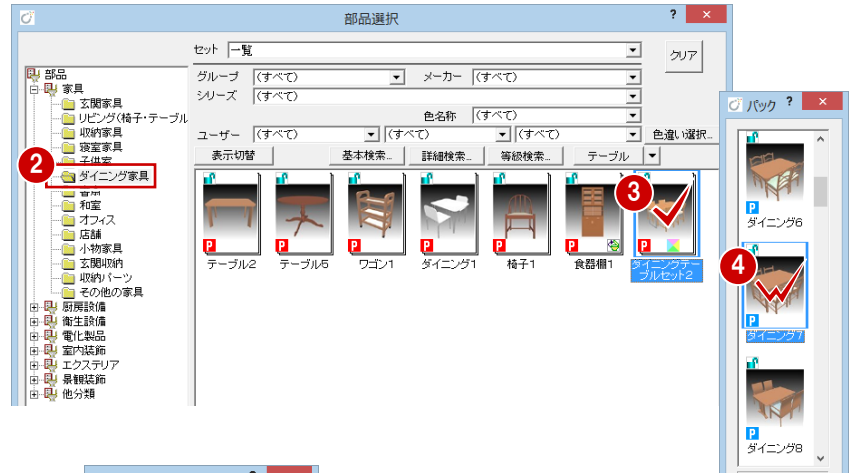 部品選択
? ×
セット 一覧
クリア
グループ (すべて) メーカー (すべて)
シリーズ (すべて)
色名称 (すべて)
ユーザー (すべて) (すべて) (すべて) 色違い選択...
表示切替 基本検索... 詳細検索... 等級検索... テーブル
部品
家具
玄関家具
リビング(椅子・テーブル
収納家具
寝室家具
子供室
2
ダイニング家具
書斎
和室
オフィス
店舗
小物家具
玄関収納
収納パーツ
その他の家具
厨房設備
衛生設備
電化製品
室内装飾
エクステリア
景観装飾
他分類
P P P P P P P
3
テーブル2 テーブル5 ワゴン1 ダイニング1 椅子1 食器棚1 ダイニングテー
ブルセット2
パック ? ×
P
ダイニング6
4
P
ダイニング7
P
ダイニング8